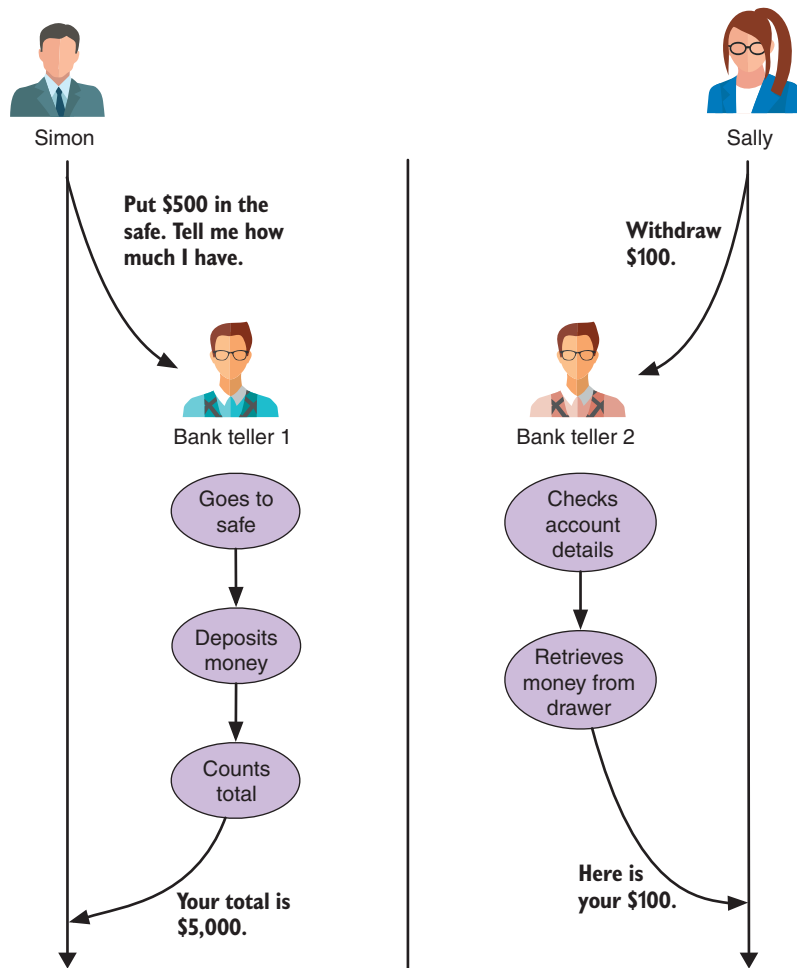 Simon
Sally
Put $500 in the
safe. Tell me how
much I have.
Withdraw
$100.
Bank teller 1
Bank teller 2
Goes to
safe
Deposits
money
Counts
total
Your total is
$5,000.
Checks
account
details
Retrieves
money from
drawer
Here is
your $100.